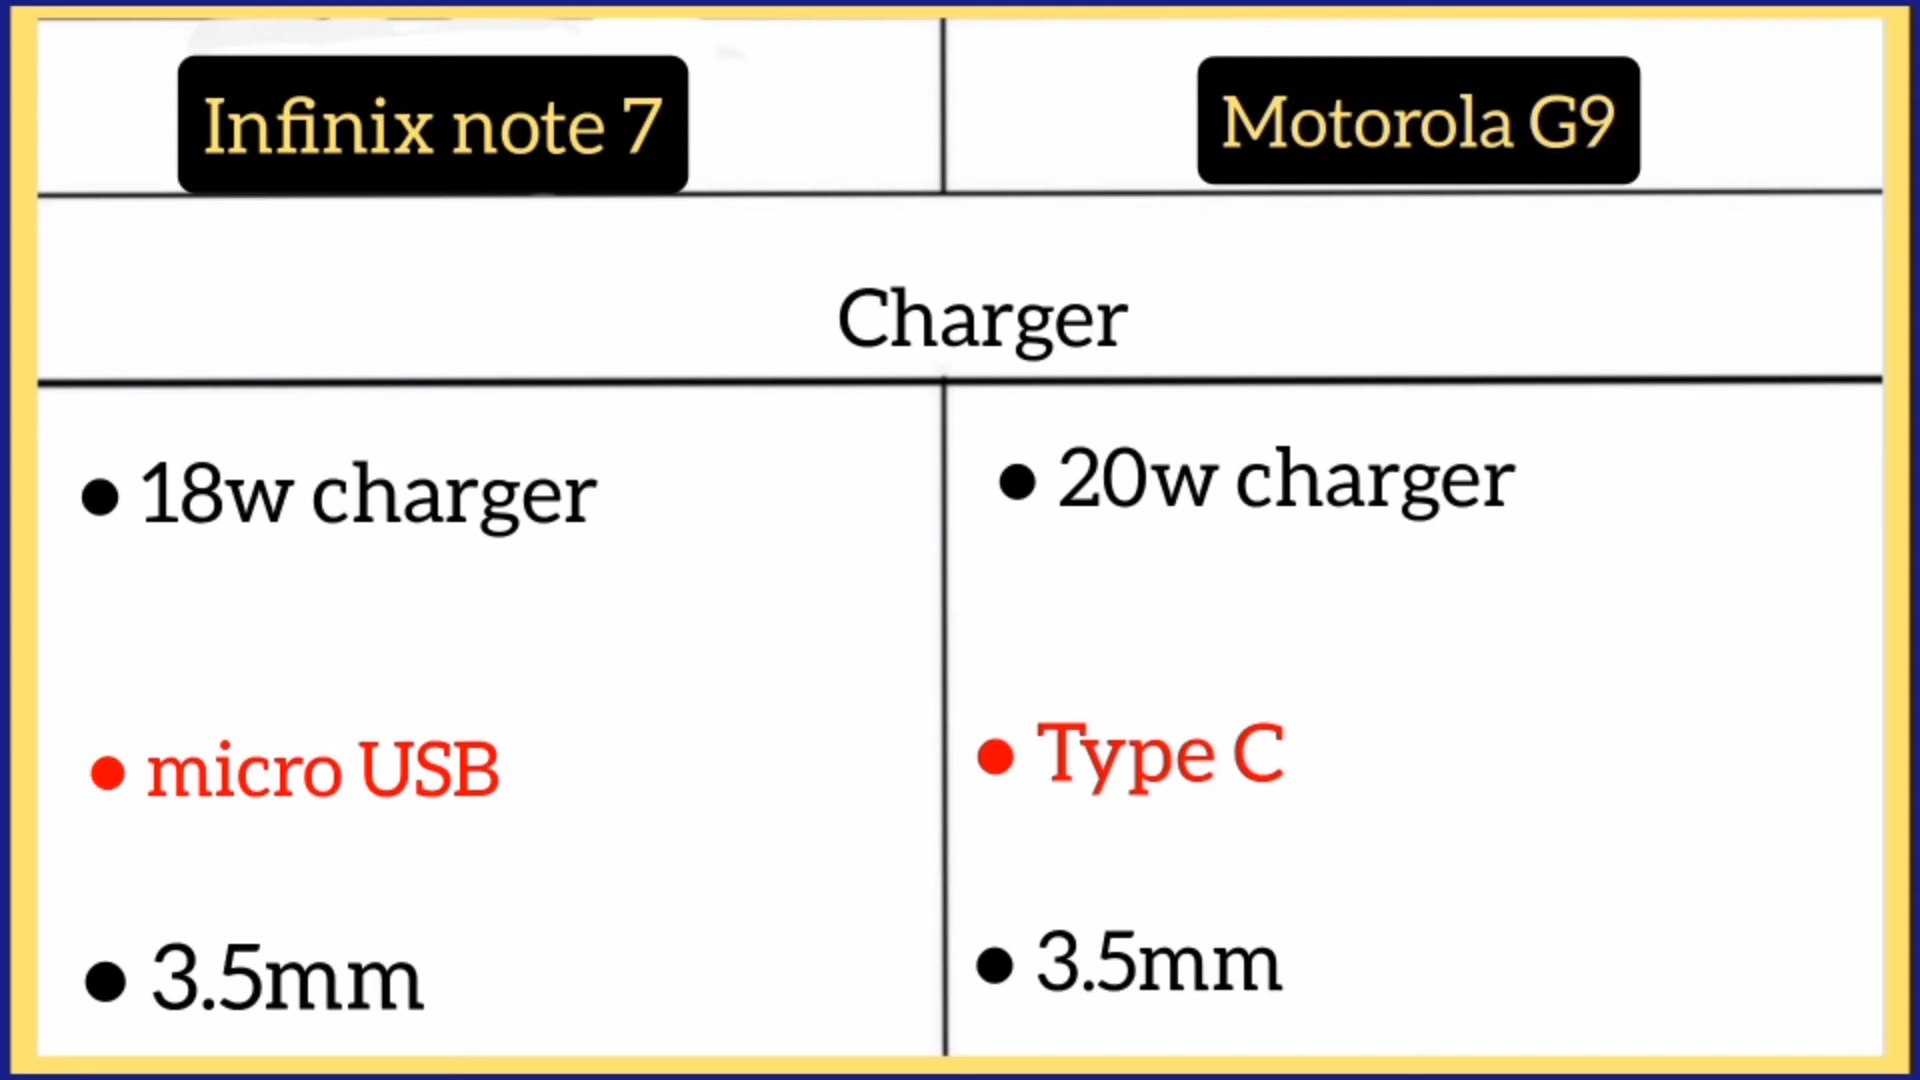 Infinix note 7
Motorola G9
Charger
● 18w charger
● 20w charger
● micro USB
● Type C
● 3.5mm
● 3.5mm